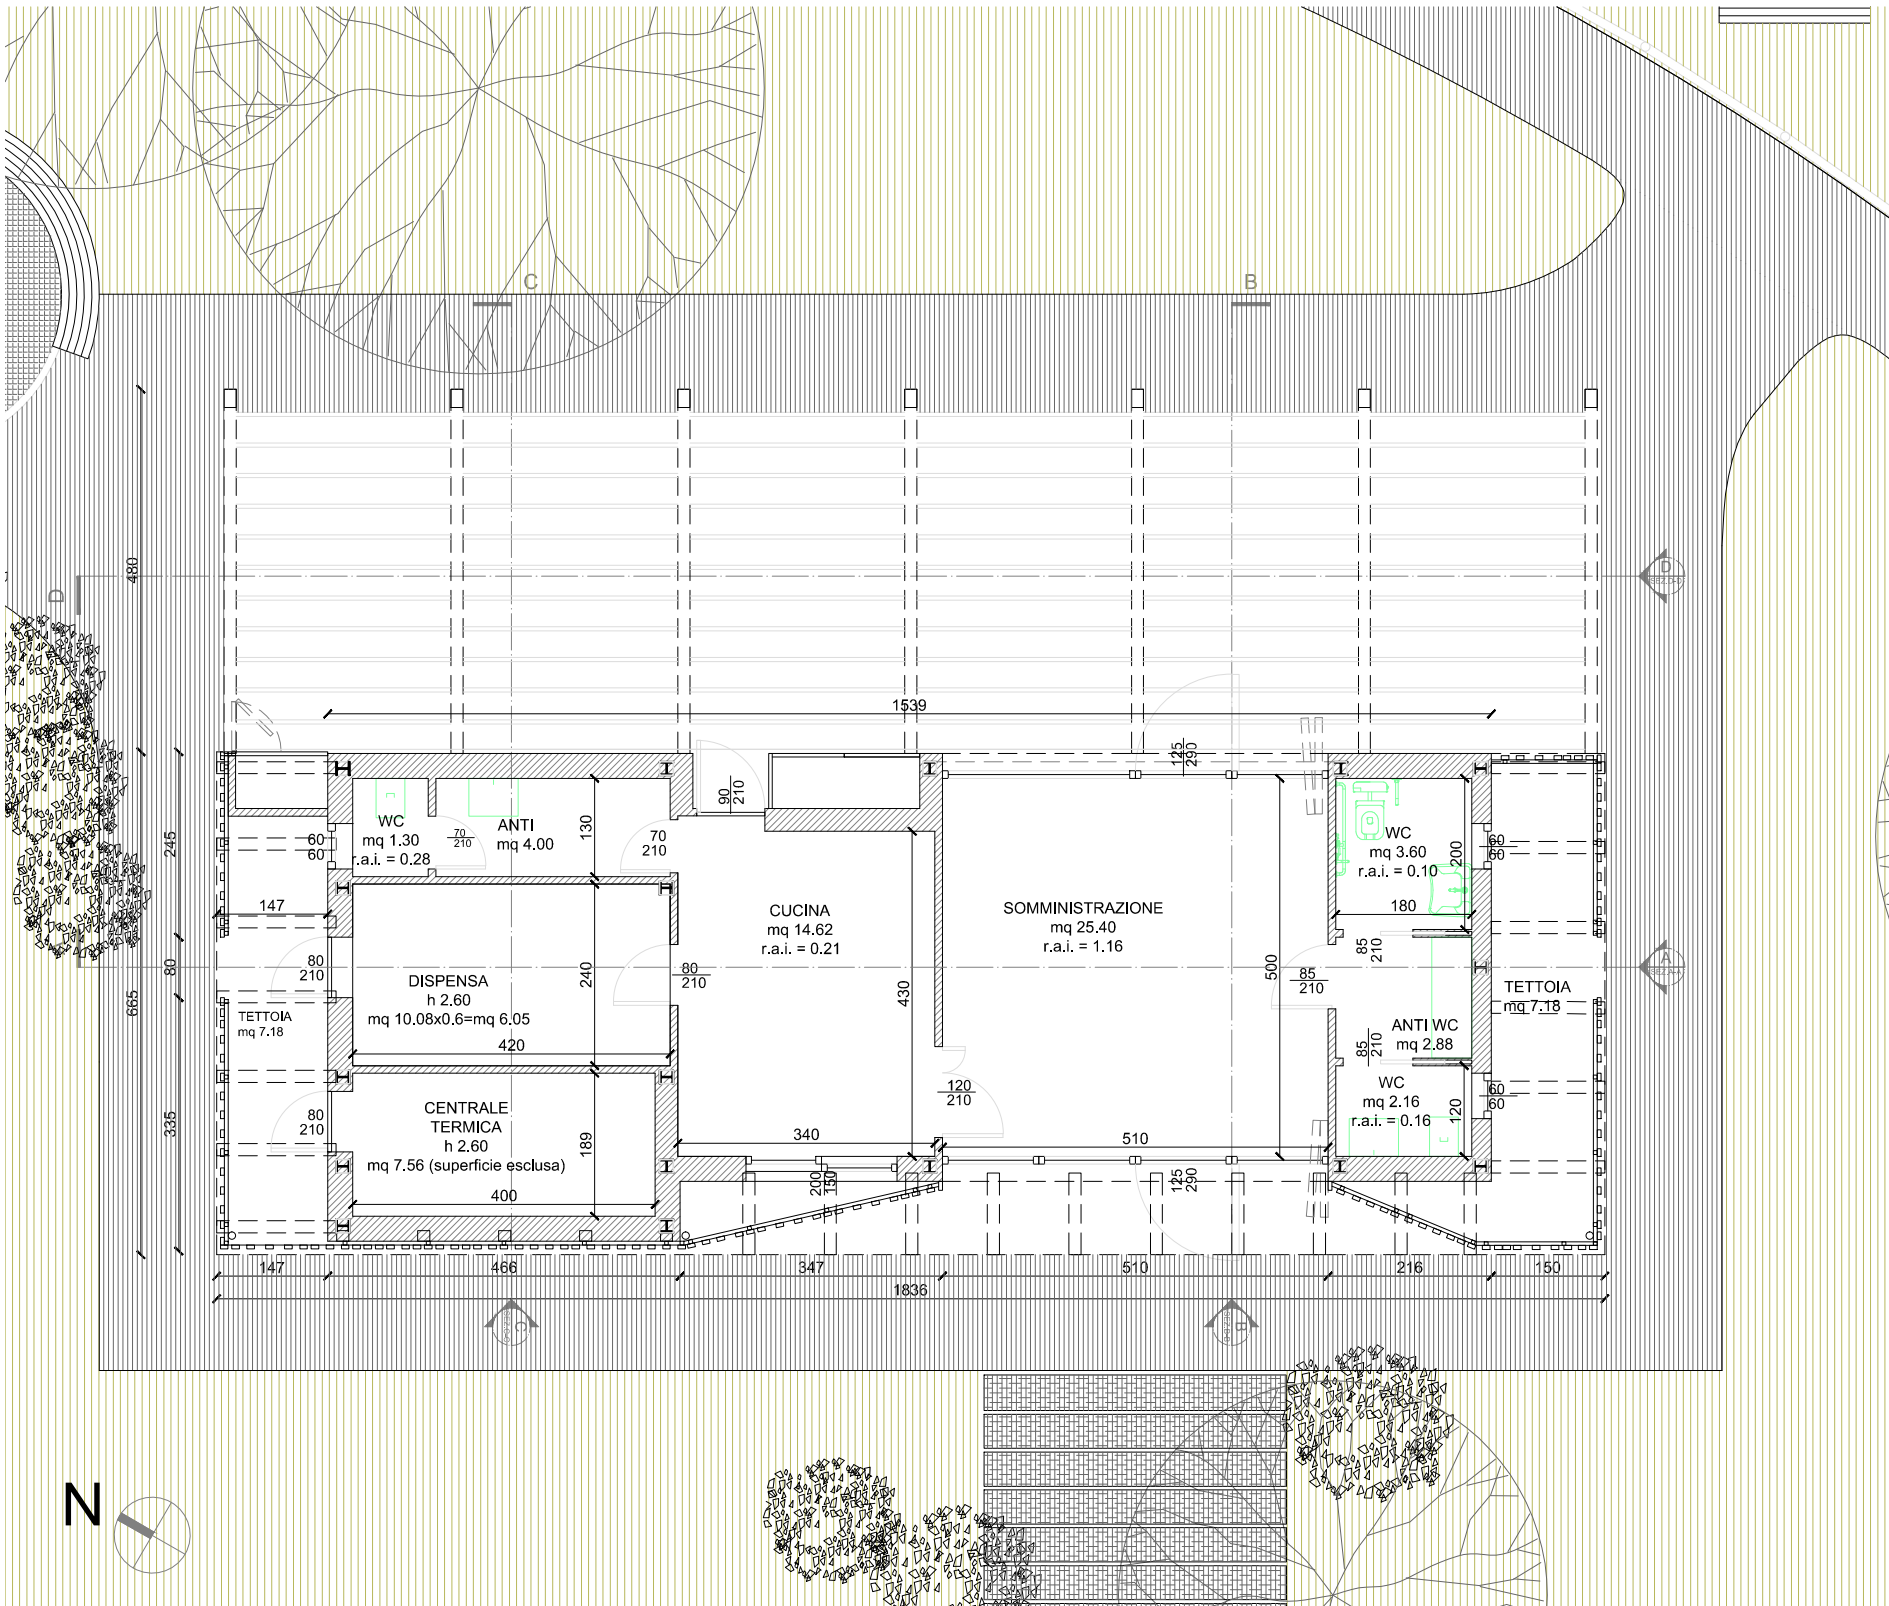 C
B
480
D
D
SEZ.D-D
1539
125
290
90
210
WC
mq 1.30
r.a.i. = 0.28
70
210
ANTI
mq 4.00
130
70
210
60
60
245
WC
mq 3.60
r.a.i. = 0.10
200
60
60
180
147
CUCINA
mq 14.62
r.a.i. = 0.21
SOMMINISTRAZIONE
mq 25.40
r.a.i. = 1.16
85
210
80
80
210
DISPENSA
h 2.60
mq 10.08x0.6=mq 6.05
240
80
210
430
500
85
210
A
SEZ.A-A
665
TETTOIA
mq 7.18
TETTOIA
mq 7.18
ANTI WC
mq 2.88
420
85
210
335
80
210
CENTRALE
TERMICA
h 2.60
mq 7.56 (superficie esclusa)
189
120
210
WC
mq 2.16
r.a.i. = 0.16
120
60
60
340
510
400
200
150
125
290
147
466
347
510
216
150
1836
C
B
SEZ.B-B
N